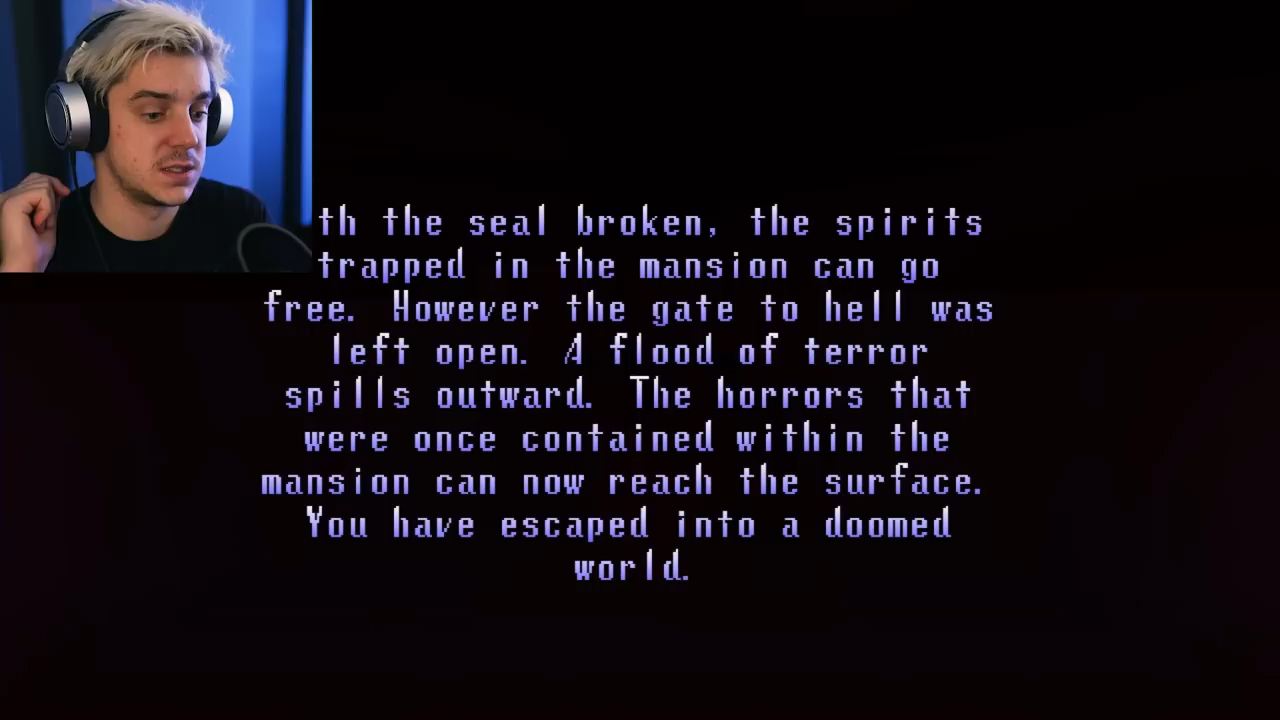 th the seal broken, the spirits
trapped in the mansion can go
free. However the gate to hell was
left open. A flood of terror
spills outward. The horrors that
were once contained within the
mansion can now reach the surface.
You have escaped into a doomed
world.